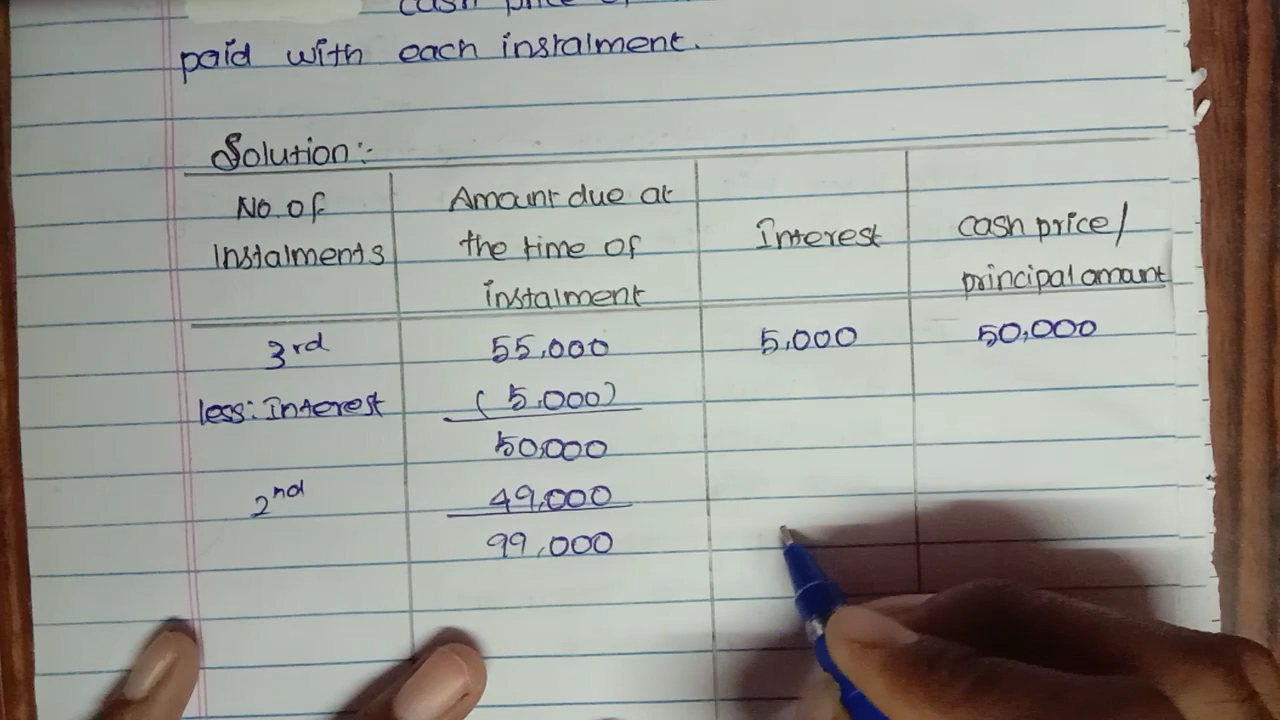 cash price
paid with each instalment.
Solution:-
No. of Instalments
Amount due at the time of instalment
Interest
cash price/ principal amount
3rd 55,000 5,000 50,000
less: Interest (5,000)
50,000
2nd 49,000
99,000